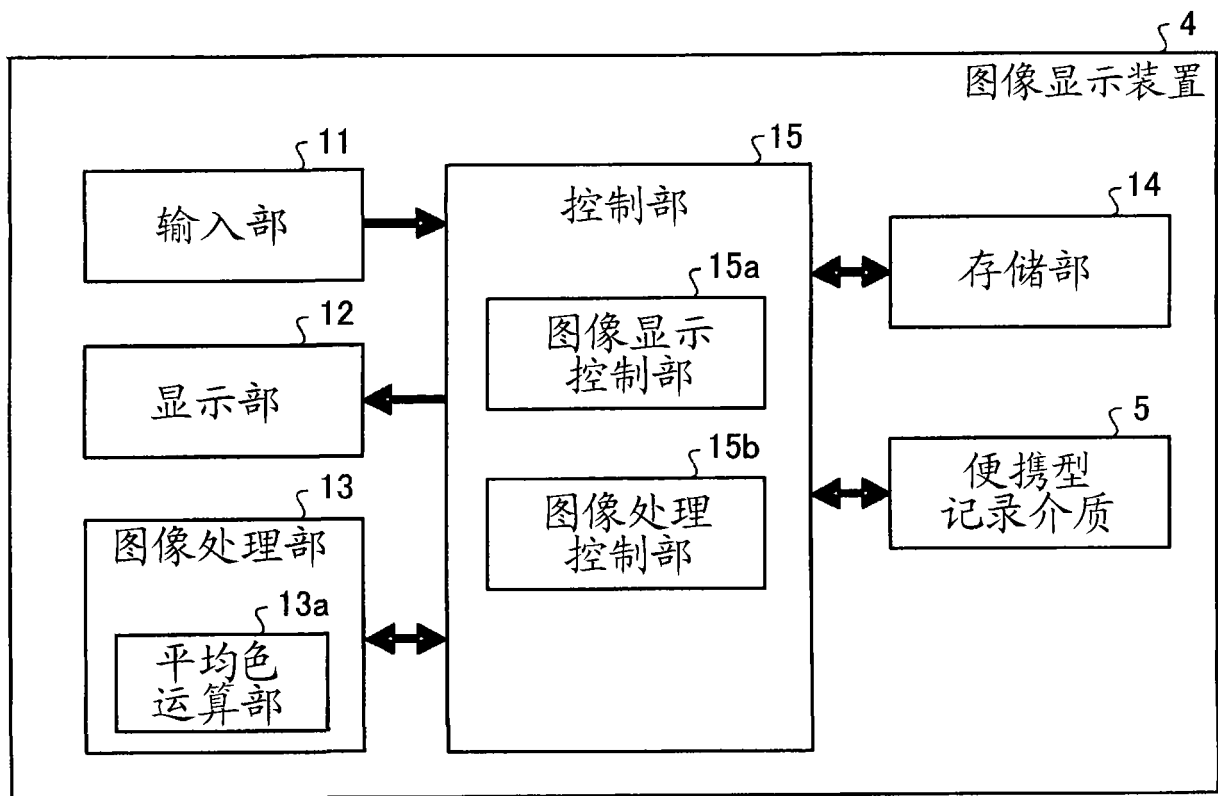 4
图像显示装置
11
输入部
12
显示部
13
图像处理部
13a
平均色
运算部
15
控制部
15a
图像显示
控制部
15b
图像处理
控制部
14
存储部
5
便携型
记录介质